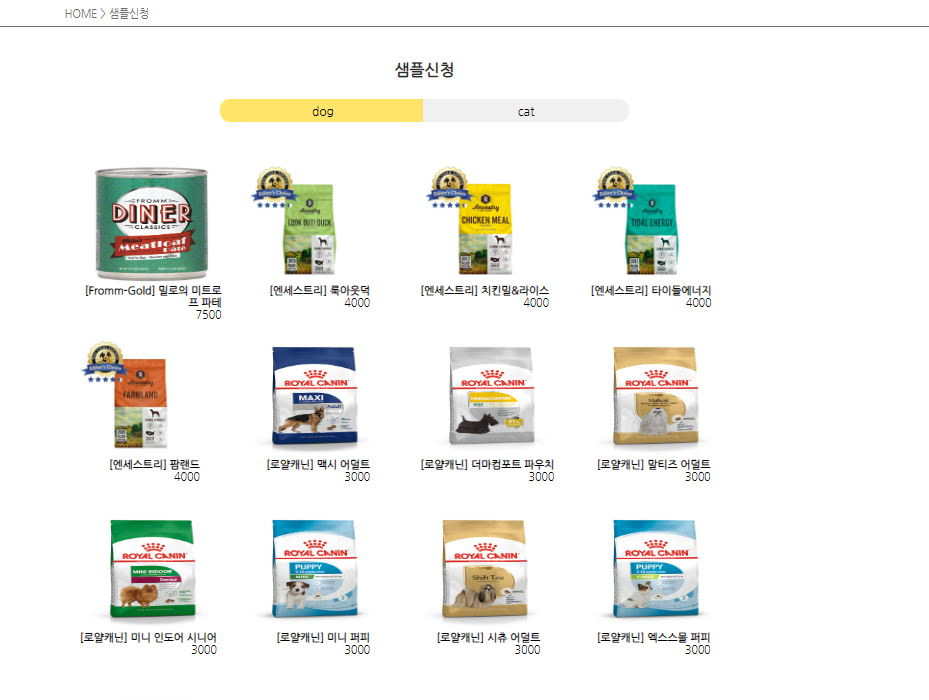 HOME > 샘플신청
샘플신청
dog
cat
FROMM
DINER
CLASSICS
Meatloaf
Pâté
Ancestry
LOOK OUT! DUCK
Ancestry
CHICKEN MEAL
Ancestry
TIDAL ENERGY
[Fromm-Gold] 밀로의 미트로
프 파테
7500
[엔세스트리] 룩아웃덕
4000
[엔세스트리] 치킨밀&라이스
4000
[엔세스트리] 타이들에너지
4000
Ancestry
FARMLAND
ROYAL CANIN
MAXI
Adult
ROYAL CANIN
MINI
ROYAL CANIN
Maltese
[엔세스트리] 팜랜드
4000
[로얄캐닌] 맥시 어덜트
3000
[로얄캐닌] 더마컴포트 파우치
3000
[로얄캐닌] 말티즈 어덜트
3000
ROYAL CANIN
MINI INDOOR
Senior
ROYAL CANIN
PUPPY
MINI
ROYAL CANIN
Shih Tzu
ROYAL CANIN
PUPPY
X-SMALL
[로얄캐닌] 미니 인도어 시니어
3000
[로얄캐닌] 미니 퍼피
3000
[로얄캐닌] 시츄 어덜트
3000
[로얄캐닌] 엑스스몰 퍼피
3000